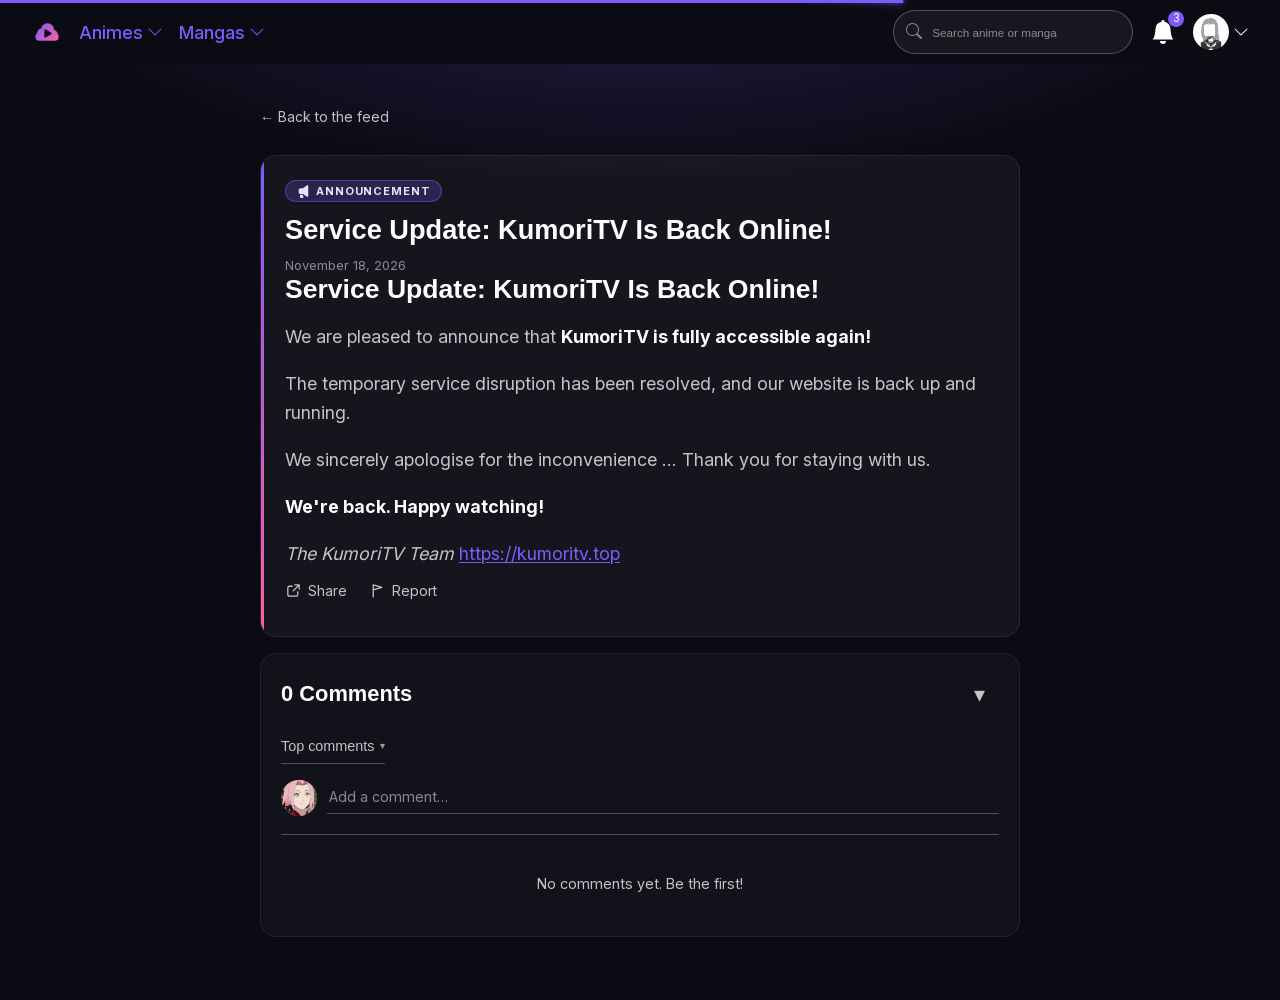 Animes
Mangas
Search anime or manga
3
← Back to the feed
ANNOUNCEMENT
Service Update: KumoriTV Is Back Online!
November 18, 2026
Service Update: KumoriTV Is Back Online!
We are pleased to announce that KumoriTV is fully accessible again!
The temporary service disruption has been resolved, and our website is back up and
running.
We sincerely apologise for the inconvenience ... Thank you for staying with us.
We're back. Happy watching!
The KumoriTV Team https://kumoritv.top
Share
Report
0 Comments
▼
Top comments ▾
Add a comment...
No comments yet. Be the first!